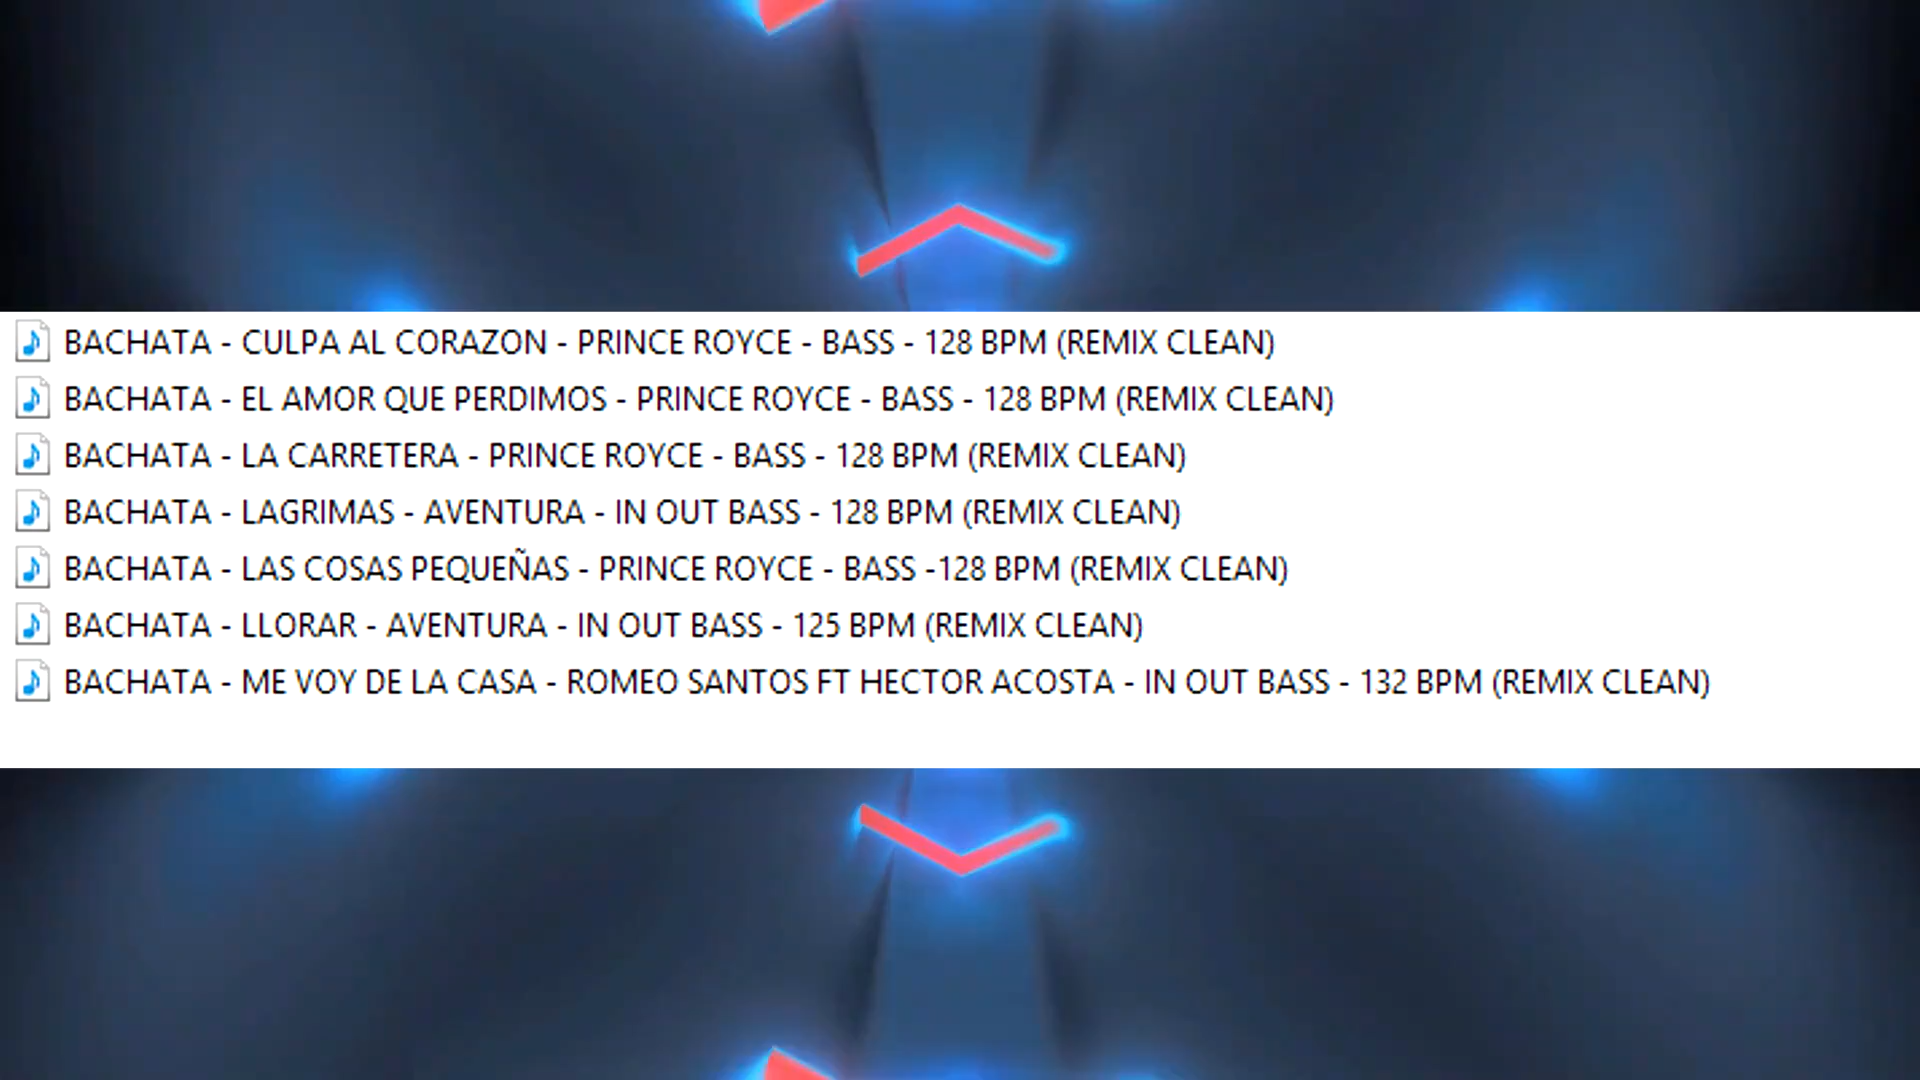 BACHATA - CULPA AL CORAZON - PRINCE ROYCE - BASS - 128 BPM (REMIX CLEAN)
BACHATA - EL AMOR QUE PERDIMOS - PRINCE ROYCE - BASS - 128 BPM (REMIX CLEAN)
BACHATA - LA CARRETERA - PRINCE ROYCE - BASS - 128 BPM (REMIX CLEAN)
BACHATA - LAGRIMAS - AVENTURA - IN OUT BASS - 128 BPM (REMIX CLEAN)
BACHATA - LAS COSAS PEQUEÑAS - PRINCE ROYCE - BASS -128 BPM (REMIX CLEAN)
BACHATA - LLORAR - AVENTURA - IN OUT BASS - 125 BPM (REMIX CLEAN)
BACHATA - ME VOY DE LA CASA - ROMEO SANTOS FT HECTOR ACOSTA - IN OUT BASS - 132 BPM (REMIX CLEAN)